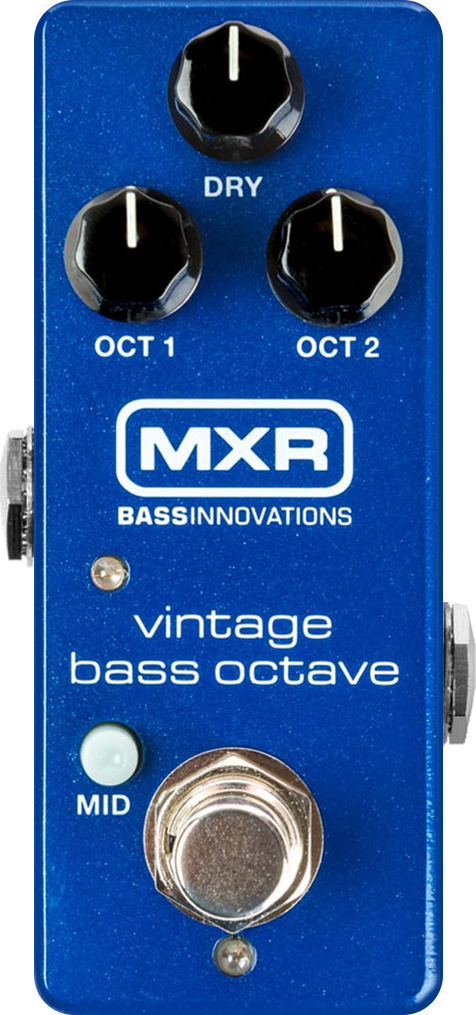 DRY
OCT 1 OCT 2
MXR
BASSINNOVATIONS
vintage
bass octave
MID